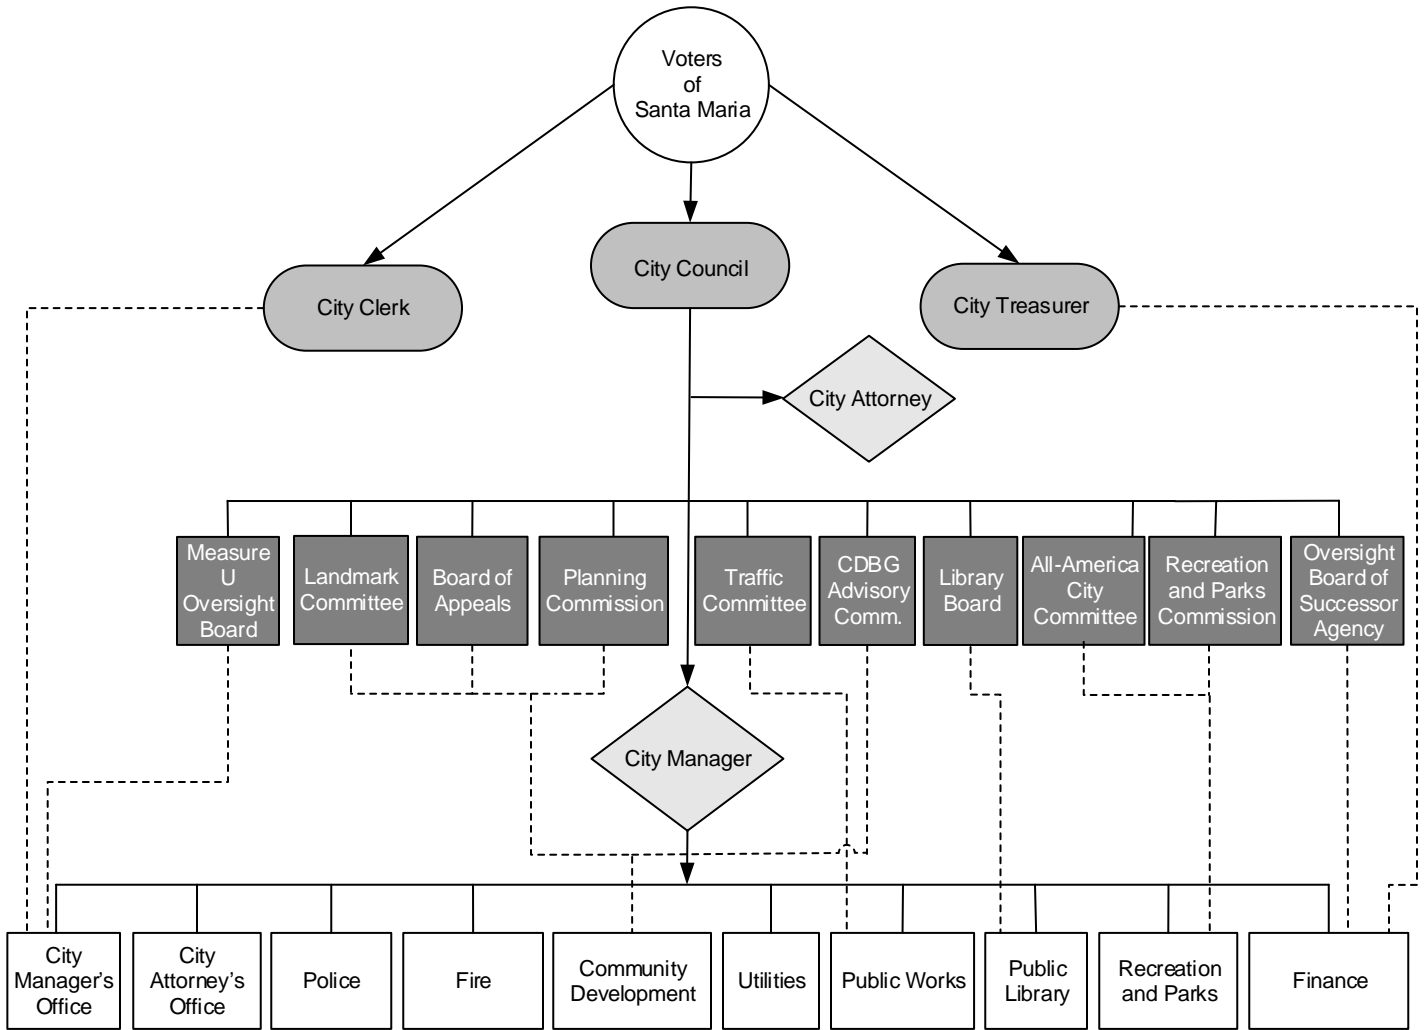 Voters
of
Santa Maria
City Clerk
City Council
City Treasurer
City Attorney
Measure
U
Oversight
Board
Landmark
Committee
Board of
Appeals
Planning
Commission
Traffic
Committee
CDBG
Advisory
Comm.
Library
Board
All-America
City
Committee
Recreation
and Parks
Commission
Oversight
Board of
Successor
Agency
City Manager
City
Manager’s
Office
City
Attorney’s
Office
Police
Fire
Community
Development
Utilities
Public Works
Public
Library
Recreation
and Parks
Finance